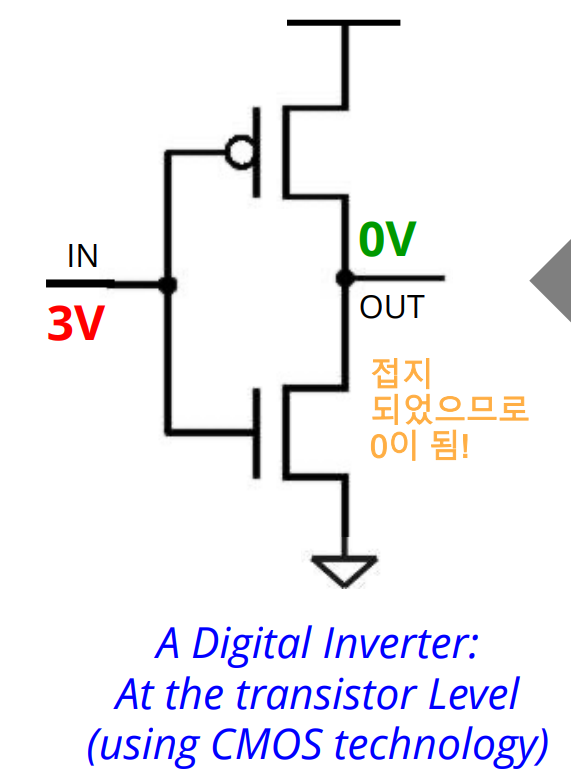 IN
3V
0V
OUT
접지
되었으므로
0이 됨!
A Digital Inverter:
At the transistor Level
(using CMOS technology)